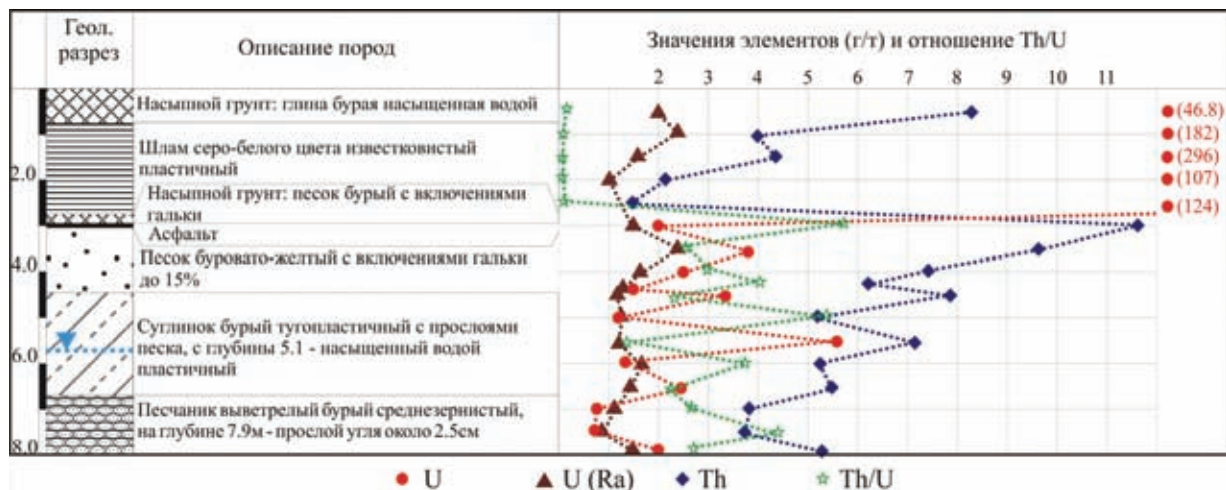 Геол.
разрез
Описание пород
Значения элементов (г/т) и отношение Th/U
2 3 4 5 6 7 8 10 11
Насыпной грунт: глина бурая насыщенная водой
(46.8)
Шлам серо-белого цвета известковистый
пластичный
(182)
(296)
2.0
(107)
Насыпной грунт: песок бурый с включениями
гальки
(124)
Асфальт
Песок буровато-желтый с включениями гальки
до 15%
4.0
Суглинок бурый тугопластичный с прослоями
песка, с глубины 5.1 - насыщенный водой
пластичный
6.0
Песчаник выветрелый бурый среднезернистый,
на глубине 7.9м - прослой угля около 2.5см
8.0
U U (Ra) Th Th/U